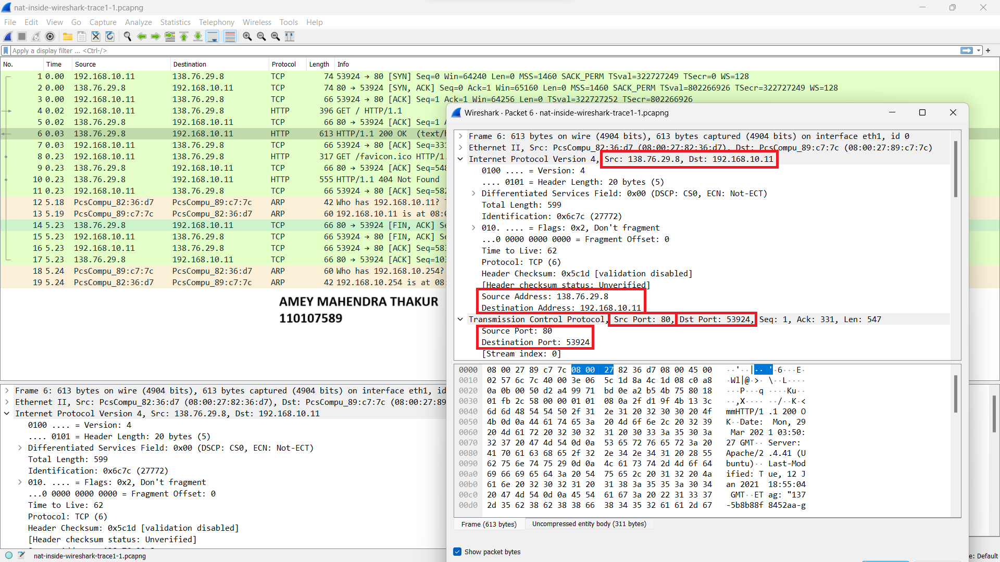 nat-inside-wireshark-trace1-1.pcapng
File Edit View Go Capture Analyze Statistics Telephony Wireless Tools Help
Apply a display filter ... <Ctrl-/>
No. Time Source Destination Protocol Length Info
1 0.00 192.168.10.11 138.76.29.8 TCP 74 53924 → 80 [SYN] Seq=0 Win=64240 Len=0 MSS=1460 SACK_PERM TSval=322727249 TSecr=0 WS=128
2 0.00 138.76.29.8 192.168.10.11 TCP 74 80 → 53924 [SYN, ACK] Seq=0 Ack=1 Win=65160 Len=0 MSS=1460 SACK_PERM TSval=802266926 TSecr=322727249 WS=128
3 0.00 192.168.10.11 138.76.29.8 TCP 66 53924 → 80 [ACK] Seq=1 Ack=1 Win=64256 Len=0 TSval=322727252 TSecr=802266926
4 0.02 192.168.10.11 138.76.29.8 HTTP 396 GET / HTTP/1.1
5 0.02 138.76.29.8 192.168.10.11 TCP 66 80 → 53924 [ACK] Seq=1
6 0.03 138.76.29.8 192.168.10.11 HTTP 613 HTTP/1.1 200 OK (text/h
7 0.03 192.168.10.11 138.76.29.8 TCP 66 53924 → 80 [ACK] Seq=331
8 0.23 192.168.10.11 138.76.29.8 HTTP 317 GET /favicon.ico HTTP/1.
9 0.23 138.76.29.8 192.168.10.11 TCP 66 80 → 53924 [ACK] Seq=548
10 0.23 138.76.29.8 192.168.10.11 HTTP 555 HTTP/1.1 404 Not Found
11 0.23 192.168.10.11 138.76.29.8 TCP 66 53924 → 80 [ACK] Seq=582
12 5.18 PcsCompu_82:36:d7 PcsCompu_89:c7:7c ARP 42 Who has 192.168.10.11?
13 5.19 PcsCompu_89:c7:7c PcsCompu_82:36:d7 ARP 60 192.168.10.11 is at 08:
14 5.23 138.76.29.8 192.168.10.11 TCP 66 80 → 53924 [FIN, ACK] Se
15 5.23 192.168.10.11 138.76.29.8 TCP 66 53924 → 80 [FIN, ACK] Se
16 5.23 192.168.10.11 138.76.29.8 TCP 66 53924 → 80 [ACK] Seq=583
17 5.23 138.76.29.8 192.168.10.11 TCP 66 80 → 53924 [ACK] Seq=103
18 5.24 PcsCompu_89:c7:7c PcsCompu_82:36:d7 ARP 60 Who has 192.168.10.254?
19 5.24 PcsCompu_82:36:d7 PcsCompu_89:c7:7c ARP 42 192.168.10.254 is at 08:
AMEY MAHENDRA THAKUR
110107589
Frame 6: 613 bytes on wire (4904 bits), 613 bytes captured (4904 bits) on interface eth1, id
Ethernet II, Src: PcsCompu_82:36:d7 (08:00:27:82:36:d7), Dst: PcsCompu_89:c7:7c (08:00:27:89
Internet Protocol Version 4, Src: 138.76.29.8, Dst: 192.168.10.11
0100 .... = Version: 4
.... 0101 = Header Length: 20 bytes (5)
Differentiated Services Field: 0x00 (DSCP: CS0, ECN: Not-ECT)
Total Length: 599
Identification: 0x6c7c (27772)
010. .... = Flags: 0x2, Don't fragment
...0 0000 0000 0000 = Fragment Offset: 0
Time to Live: 62
Protocol: TCP (6)
Header Checksum: 0x5c1d [validation disabled]
[Header checksum status: Unverified]
nat-inside-wireshark-trace1-1.pcapng
Wireshark · Packet 6 · nat-inside-wireshark-trace1-1.pcapng
Frame 6: 613 bytes on wire (4904 bits), 613 bytes captured (4904 bits) on interface eth1, id 0
Ethernet II, Src: PcsCompu_82:36:d7 (08:00:27:82:36:d7), Dst: PcsCompu_89:c7:7c (08:00:27:89:c7:7c)
Internet Protocol Version 4, Src: 138.76.29.8, Dst: 192.168.10.11
0100 .... = Version: 4
.... 0101 = Header Length: 20 bytes (5)
Differentiated Services Field: 0x00 (DSCP: CS0, ECN: Not-ECT)
Total Length: 599
Identification: 0x6c7c (27772)
010. .... = Flags: 0x2, Don't fragment
...0 0000 0000 0000 = Fragment Offset: 0
Time to Live: 62
Protocol: TCP (6)
Header Checksum: 0x5c1d [validation disabled]
[Header checksum status: Unverified]
Source Address: 138.76.29.8
Destination Address: 192.168.10.11
Transmission Control Protocol, Src Port: 80, Dst Port: 53924, Seq: 1, Ack: 331, Len: 547
Source Port: 80
Destination Port: 53924
[Stream index: 0]
0000 08 00 27 89 c7 7c 08 00 27 82 36 d7 08 00 45 00 ··'··|·· '·6···E·
0010 02 57 6c 7c 40 00 3e 06 5c 1d 8a 4c 1d 08 c0 a8 ·Wl|@·>· \··L····
0020 0a 0b 00 50 d2 a4 99 71 bd 0e a2 b5 4b 75 80 18 ···P···q ····Ku··
0030 01 fb 2c 58 00 00 01 01 08 0a 2f d1 9f 4b 13 3c ··,X···· ··/··K·<
0040 6d 6d 48 54 54 50 2f 31 2e 31 20 32 30 30 20 4f mmHTTP/1 .1 200 O
0050 4b 0d 0a 44 61 74 65 3a 20 4d 6f 6e 2c 20 32 39 K··Date: Mon, 29
0060 20 4d 61 72 20 32 30 32 31 20 30 33 3a 35 30 3a Mar 202 1 03:50:
0070 32 37 20 47 4d 54 0d 0a 53 65 72 76 65 72 3a 20 27 GMT·· Server:
0080 41 70 61 63 68 65 2f 32 2e 34 2e 34 31 20 28 55 Apache/2 .4.41 (U
0090 62 75 6e 74 75 29 0d 0a 4c 61 73 74 2d 4d 6f 64 buntu)·· Last-Mod
00a0 69 66 69 65 64 3a 20 54 75 65 2c 20 31 32 20 4a ified: T ue, 12 J
00b0 61 6e 20 32 30 32 31 20 31 38 3a 35 35 3a 30 34 an 2021 18:55:04
00c0 20 47 4d 54 0d 0a 45 54 61 67 3a 20 22 31 33 37 GMT··ET ag: "137
00d0 2d 35 62 38 62 38 38 66 38 34 35 32 61 61 2d 67 -5b8b88f 8452aa-g
Frame (613 bytes) Uncompressed entity body (311 bytes)
Show packet bytes
e: Default